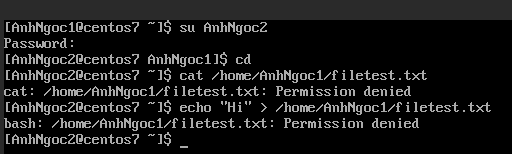 [AnhNgoc1@centos7 ~]$ su AnhNgoc2
Password:
[AnhNgoc2@centos7 AnhNgoc1]$ cd
[AnhNgoc2@centos7 ~]$ cat /home/AnhNgoc1/filetest.txt
cat: /home/AnhNgoc1/filetest.txt: Permission denied
[AnhNgoc2@centos7 ~]$ echo "Hi" > /home/AnhNgoc1/filetest.txt
bash: /home/AnhNgoc1/filetest.txt: Permission denied
[AnhNgoc2@centos7 ~]$ _